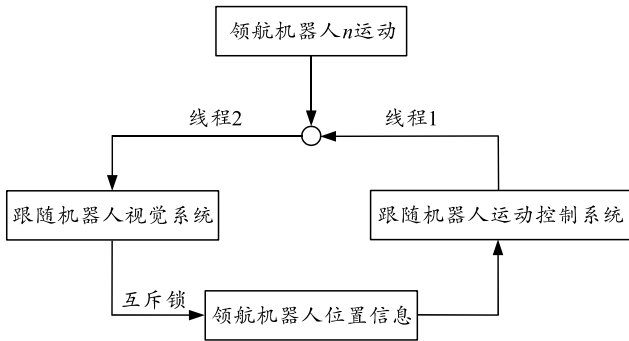 领航机器人n运动
线程2
线程1
跟随机器人视觉系统
跟随机器人运动控制系统
互斥锁
领航机器人位置信息